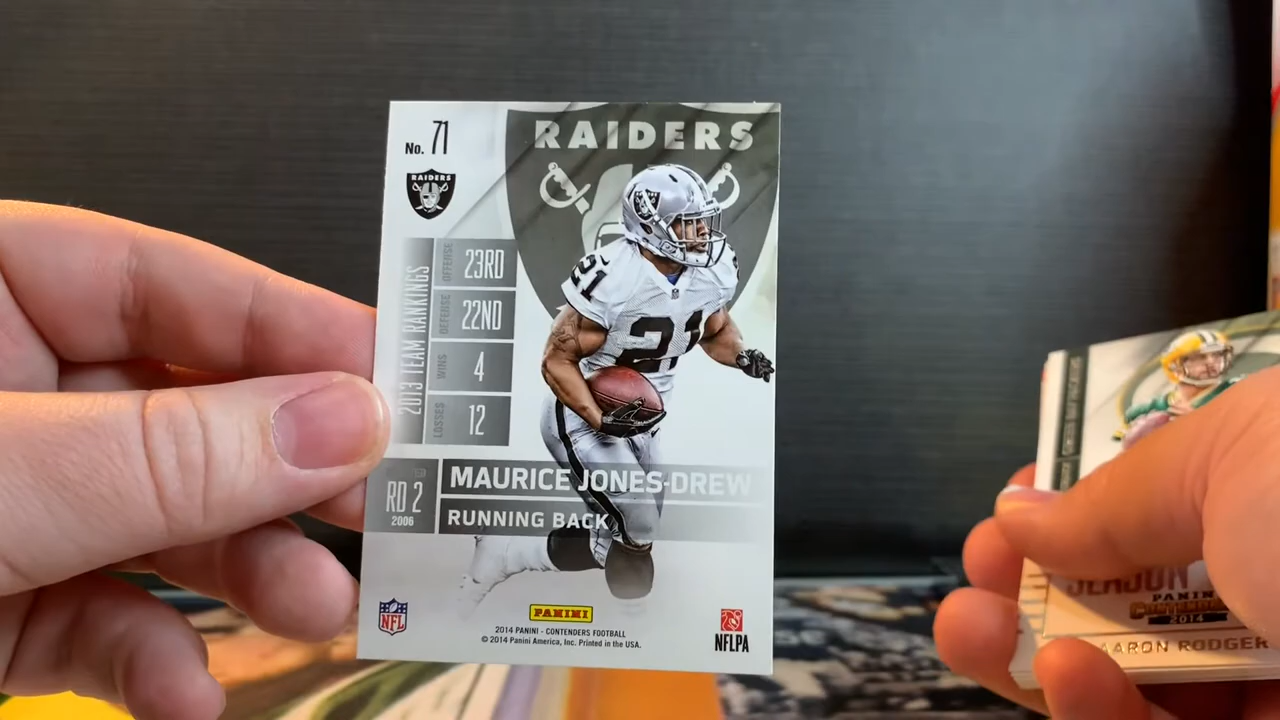 No. 71
RAIDERS
RAIDERS
2013 TEAM RANKINGS
OFFENSE 23RD
DEFENSE 22ND
WINS 4
LOSSES 12
21
21
RD 2
2006
MAURICE JONES-DREW
RUNNING BACK
NFL
PANINI
2014 PANINI - CONTENDERS FOOTBALL
© 2014 Panini America, Inc. Printed in the USA.
NFLPA
SEASON
PANINI
CONTENDERS
2014
AARON RODGER